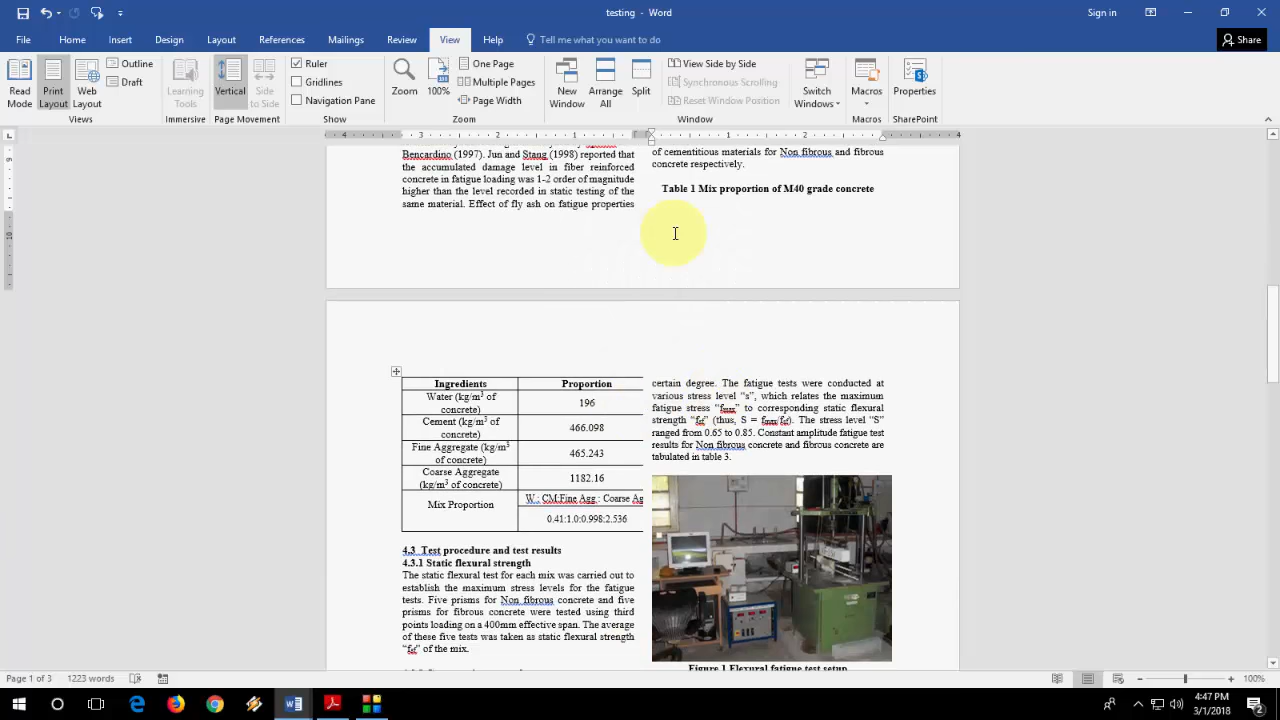 Testing - Word
Sign in
File Home Insert Design Layout References Mailings Review View Help Tell me what you want to do Share
Read Mode
Print Layout
Web Layout
Outline
Draft
Views
Learning Tools
Immersive
Vertical
Side to Side
Page Movement
Ruler
Gridlines
Navigation Pane
Show
Zoom
100%
One Page
Multiple Pages
Page Width
Zoom
New Window
Arrange All
Split
View Side by Side
Synchronous Scrolling
Reset Window Position
Window
Switch Windows
Macros
Macros
Properties
SharePoint
4 3 2 1 1 2 4
Bencardino (1997). Jun and Stang (1998) reported that
the accumulated damage level in fiber reinforced
concrete in fatigue loading was 1-2 order of magnitude
higher than the level recorded in static testing of the
same material. Effect of fly ash on fatigue properties
of cementitious materials for Non fibrous and fibrous
concrete respectively.
Table 1 Mix proportion of M40 grade concrete
Ingredients Proportion
Water (kg/m3 of concrete) 196
Cement (kg/m3 of concrete) 466.098
Fine Aggregate (kg/m3 of concrete) 465.243
Coarse Aggregate (kg/m3 of concrete) 1182.16
Mix Proportion W : CM:Fine Agg : Coarse Ag
0.41:1.0:0.998:2.536
4.3 Test procedure and test results
4.3.1 Static flexural strength
The static flexural test for each mix was carried out to
establish the maximum stress levels for the fatigue
tests. Five prisms for Non fibrous concrete and five
prisms for fibrous concrete were tested using third
points loading on a 400mm effective span. The average
of these five tests was taken as static flexural strength
of the mix.
certain degree. The fatigue tests were conducted at
various stress level "s", which relates the maximum
fatigue stress "fmax" to corresponding static flexural
strength (thus, S =
The stress level "S"
ranged from 0.65 to 0.85. Constant amplitude fatigue test
results for Non fibrous concrete and fibrous concrete are
tabulated in table 3.
Figure 1 Flexural fatigue test setup
Page 1 of 3 1223 words 100%
4:47 PM
3/1/2018
2